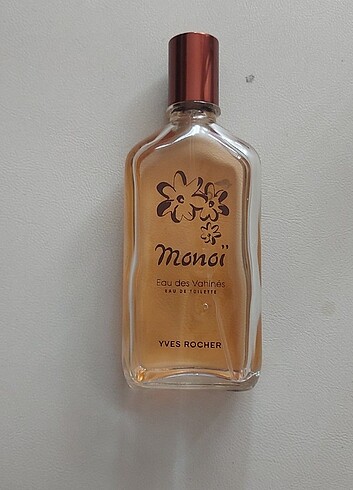 Monoï
Eau des Vahinés
EAU DE TOILETTE
YVES ROCHER